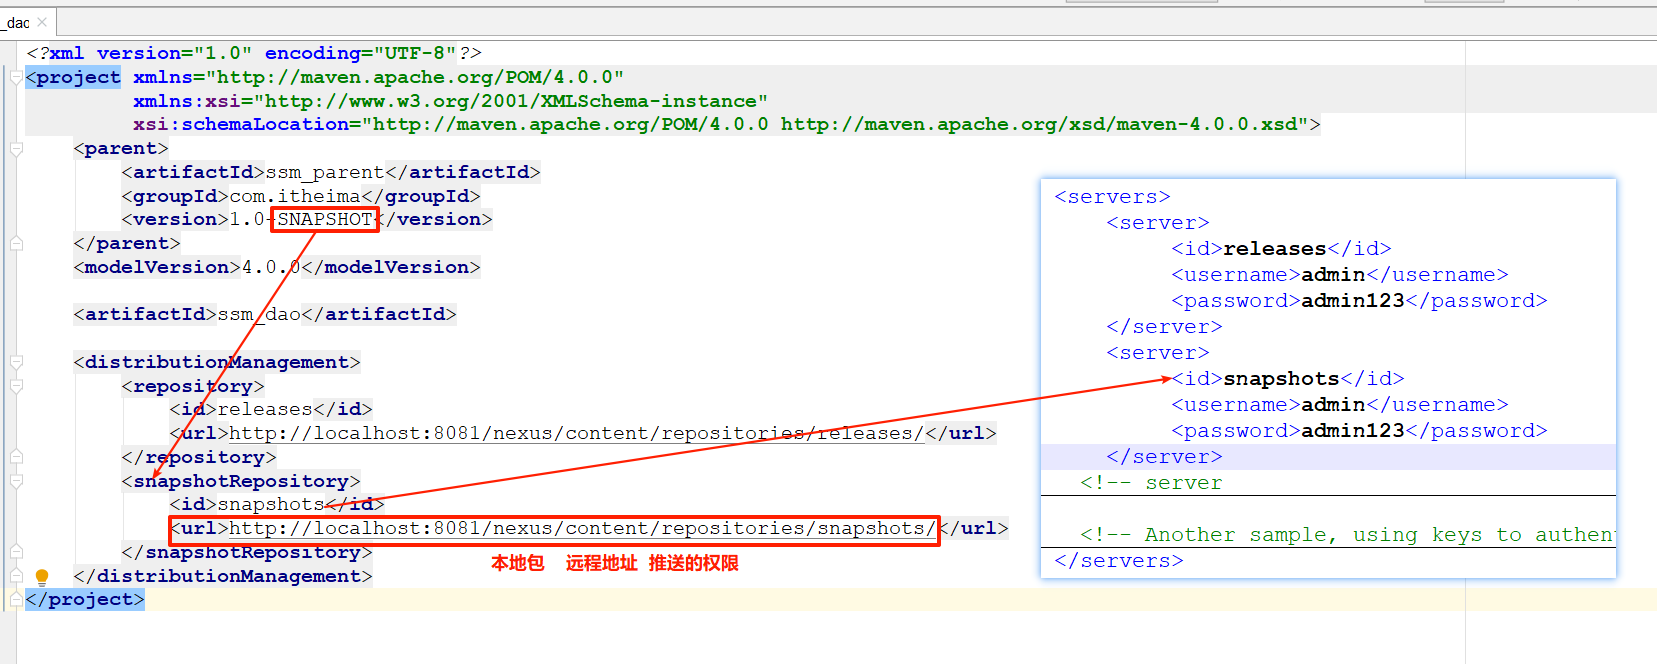 _dao
<?xml version="1.0" encoding="UTF-8"?>
<project xmlns="http://maven.apache.org/POM/4.0.0"
xmlns:xsi="http://www.w3.org/2001/XMLSchema-instance"
xsi:schemaLocation="http://maven.apache.org/POM/4.0.0 http://maven.apache.org/xsd/maven-4.0.0.xsd">
<parent>
<artifactId>ssm_parent</artifactId>
<groupId>com.itheima</groupId>
<version>1.0-SNAPSHOT</version>
</parent>
<modelVersion>4.0.0</modelVersion>
<artifactId>ssm_dao</artifactId>
<distributionManagement>
<repository>
<id>releases</id>
<url>http://localhost:8081/nexus/content/repositories/releases/</url>
</repository>
<snapshotRepository>
<id>snapshots</id>
<url>http://localhost:8081/nexus/content/repositories/snapshots/</url>
</snapshotRepository>
本地包 远程地址 推送的权限
</distributionManagement>
</project>
<servers>
<server>
<id>releases</id>
<username>admin</username>
<password>admin123</password>
</server>
<server>
<id>snapshots</id>
<username>admin</username>
<password>admin123</password>
</server>
<!-- server
<!-- Another sample, using keys to authen
</servers>